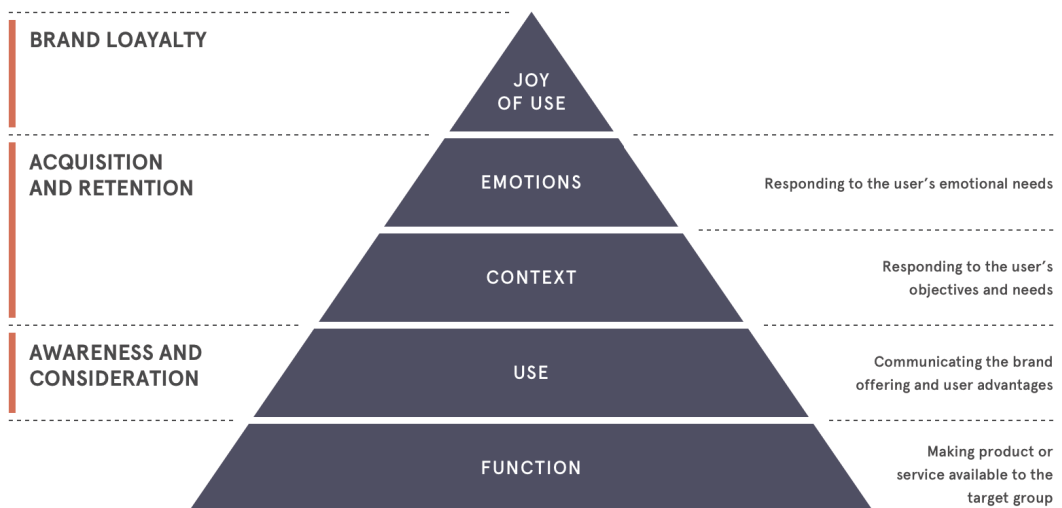 BRAND LOAYALTY
JOY
OF USE
ACQUISITION
AND RETENTION
EMOTIONS
Responding to the user’s emotional needs
CONTEXT
Responding to the user’s
objectives and needs
AWARENESS AND
CONSIDERATION
USE
Communicating the brand
offering and user advantages
FUNCTION
Making product or
service available to the
target group